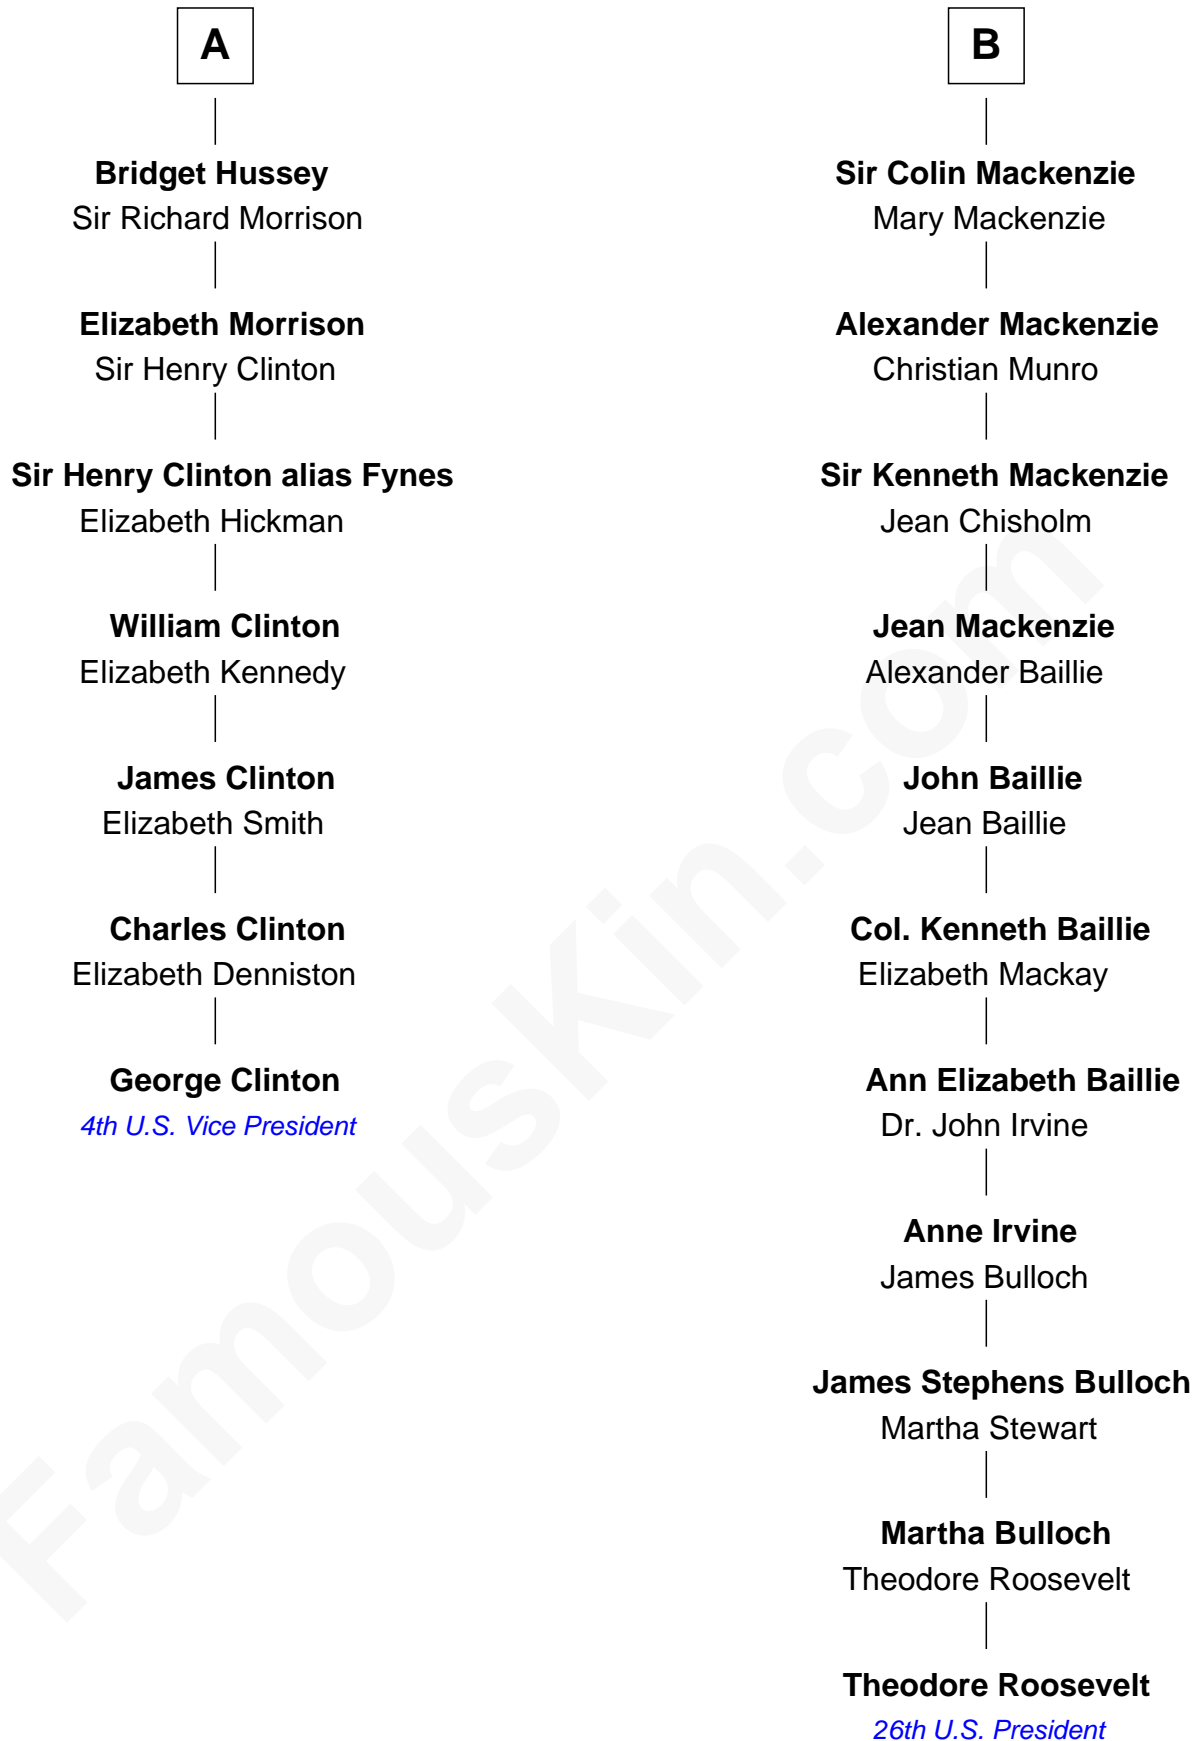 A
Bridget Hussey
Sir Richard Morrison
Elizabeth Morrison
Sir Henry Clinton
Sir Henry Clinton alias Fynes
Elizabeth Hickman
William Clinton
Elizabeth Kennedy
James Clinton
Elizabeth Smith
Charles Clinton
Elizabeth Denniston
George Clinton
4th U.S. Vice President
B
Sir Colin Mackenzie
Mary Mackenzie
Alexander Mackenzie
Christian Munro
Sir Kenneth Mackenzie
Jean Chisholm
Jean Mackenzie
Alexander Baillie
John Baillie
Jean Baillie
Col. Kenneth Baillie
Elizabeth Mackay
Ann Elizabeth Baillie
Dr. John Irvine
Anne Irvine
James Bulloch
James Stephens Bulloch
Martha Stewart
Martha Bulloch
Theodore Roosevelt
Theodore Roosevelt
26th U.S. President
FamousKin.com